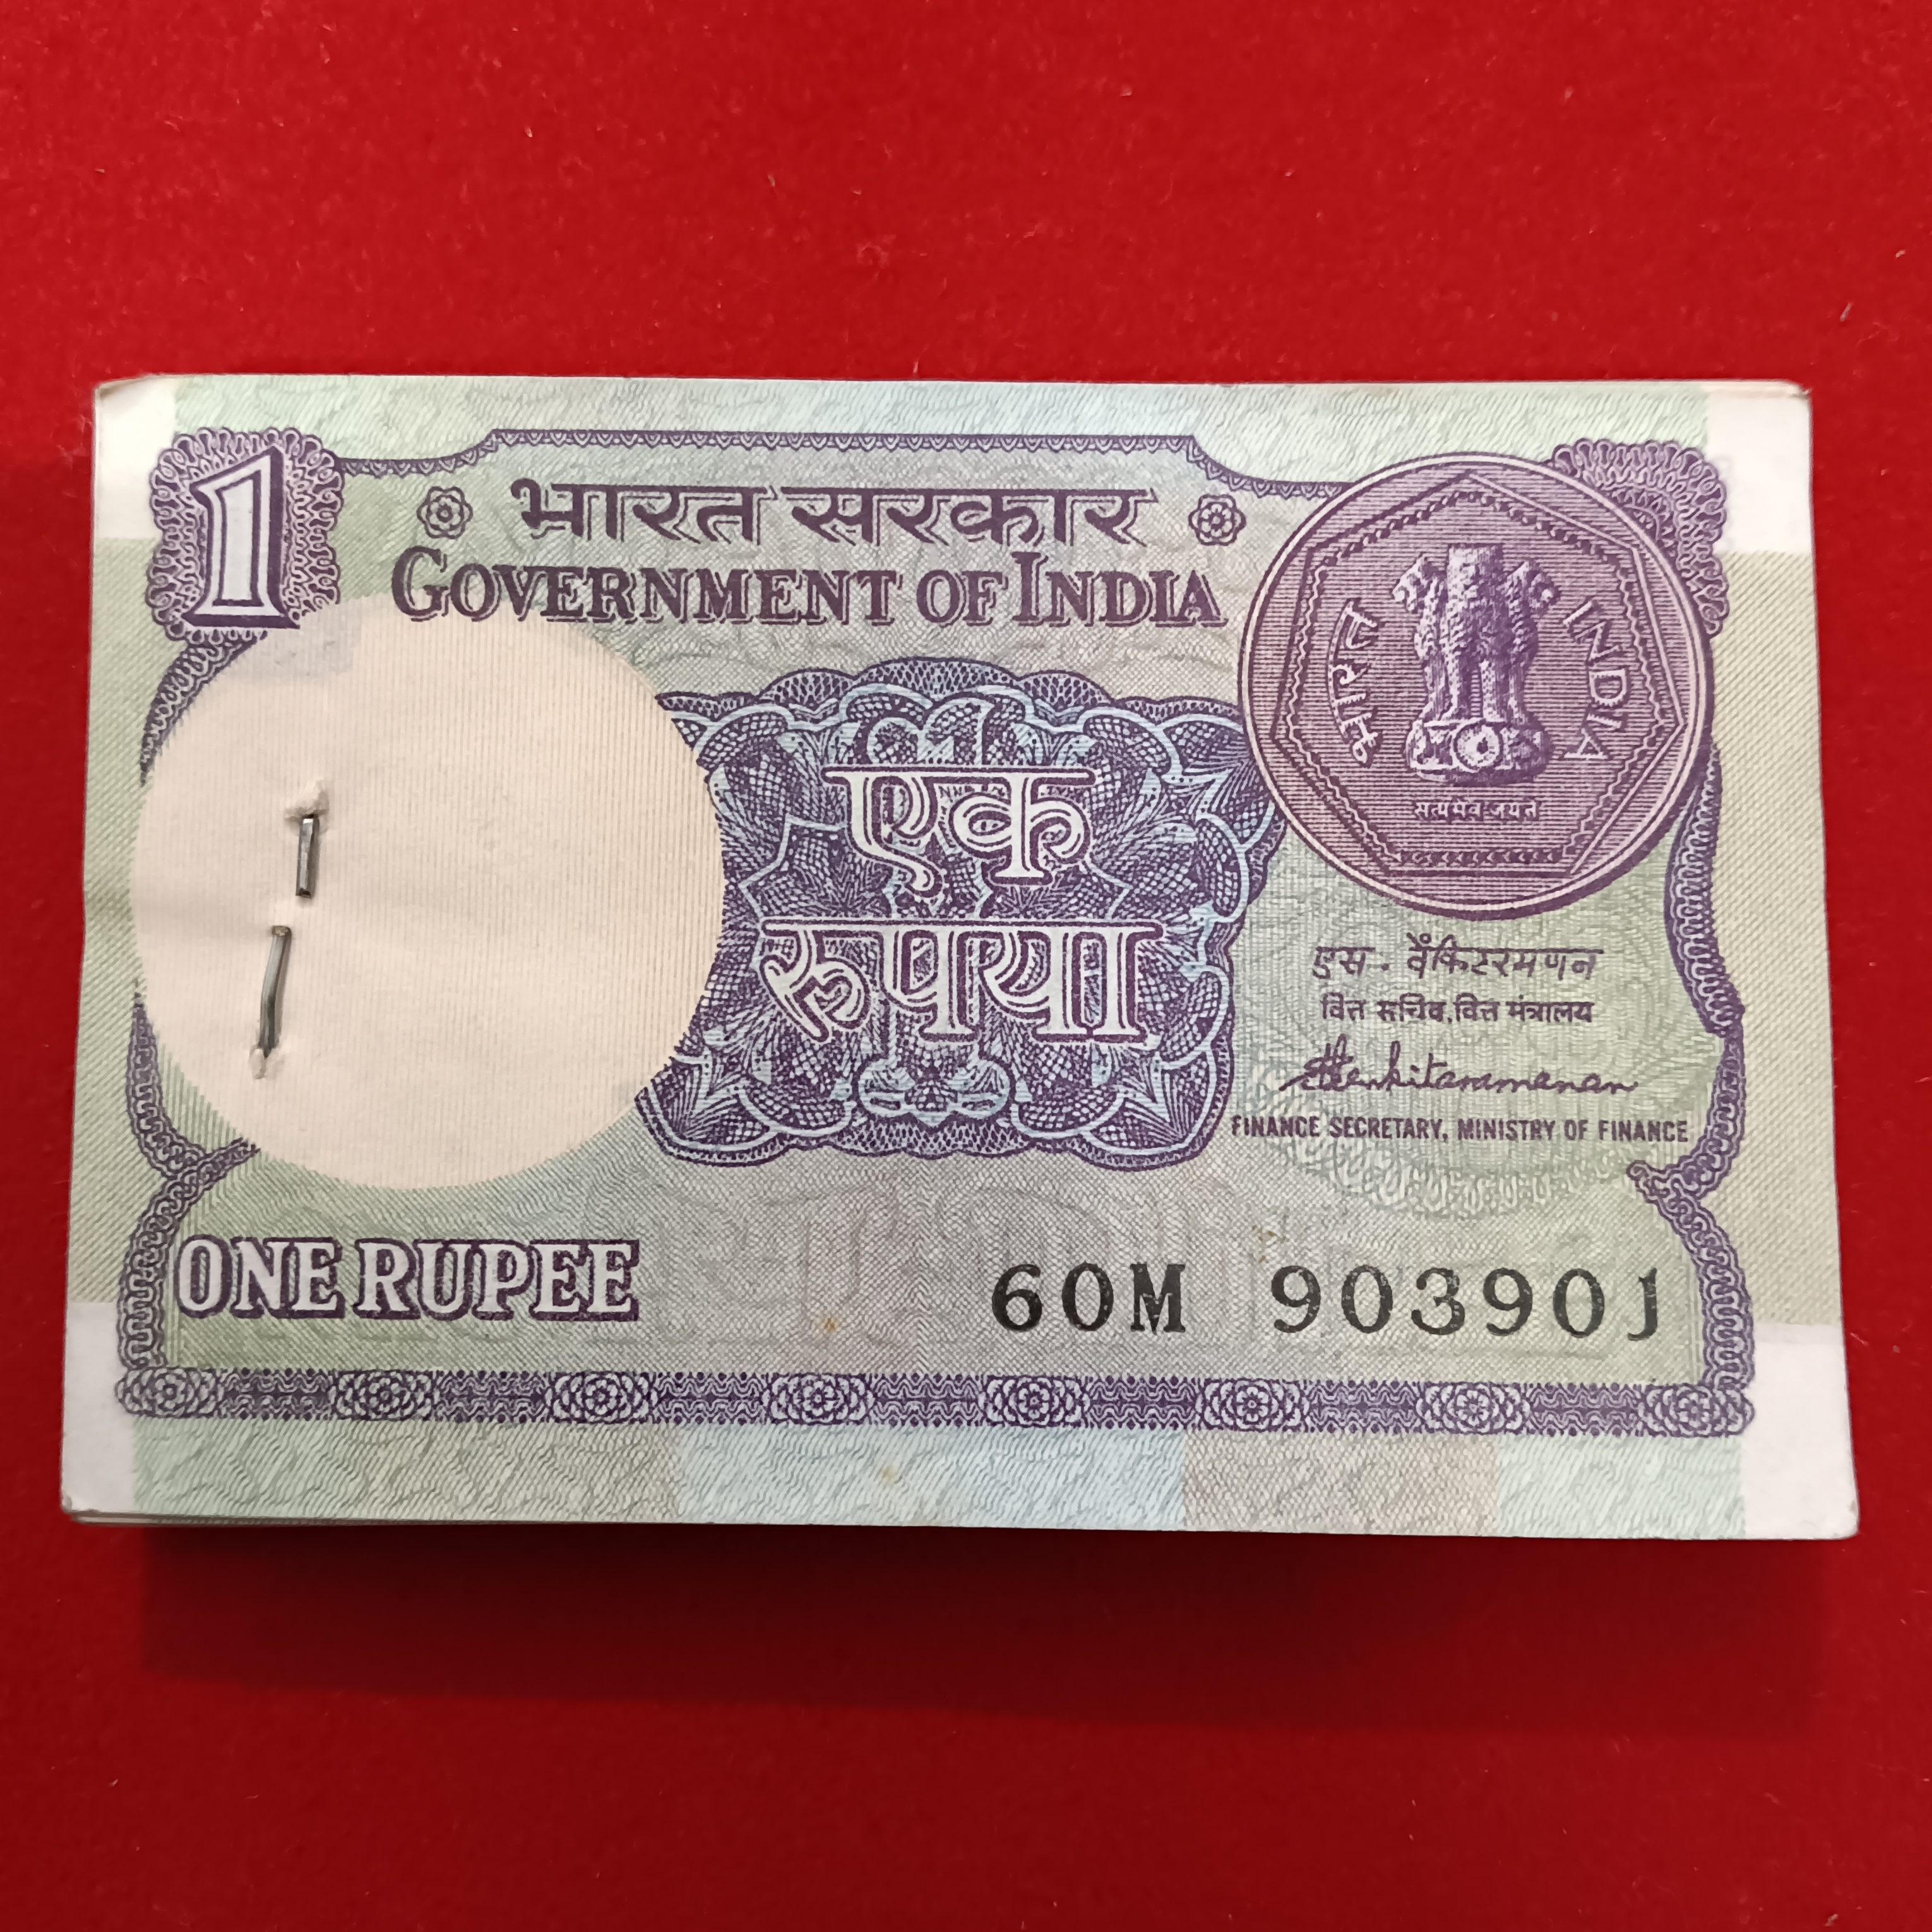 1
भारत सरकार
GOVERNMENT OF INDIA
भारत
INDIA
सत्यमेव जयते
एक
रुपया
एस. वेंकिटरमणन
वित्त सचिव, वित्त मंत्रालय
SVenkitaramanan
FINANCE SECRETARY, MINISTRY OF FINANCE
ONE RUPEE
60M 903901